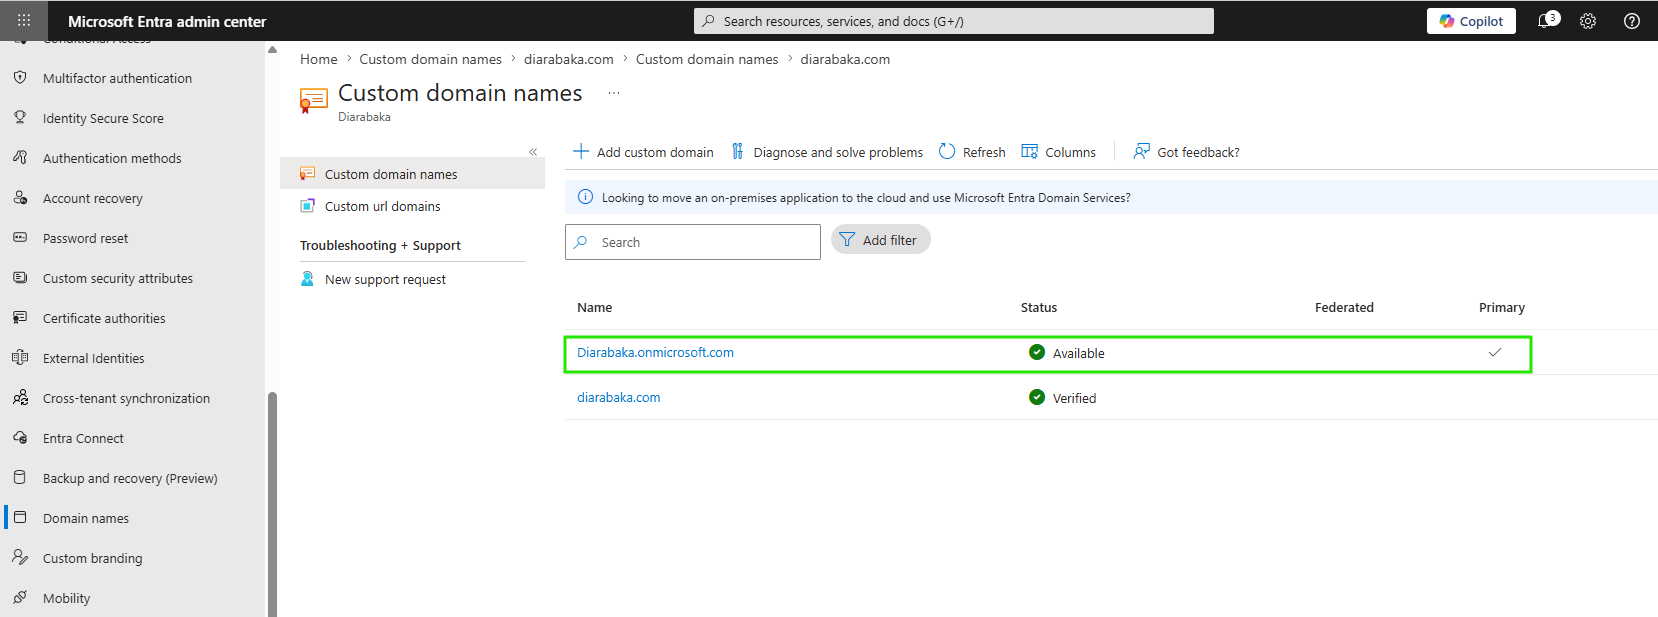 Microsoft Entra admin center
Search resources, services, and docs (G+/)
Copilot
3
Conditional Access
Multifactor authentication
Identity Secure Score
Authentication methods
Account recovery
Password reset
Custom security attributes
Certificate authorities
External Identities
Cross-tenant synchronization
Entra Connect
Backup and recovery (Preview)
Domain names
Custom branding
Mobility
Home > Custom domain names > diarabaka.com > Custom domain names > diarabaka.com
Custom domain names ...
Diarabaka
«
Custom domain names
Custom url domains
Troubleshooting + Support
New support request
Add custom domain Diagnose and solve problems Refresh Columns Got feedback?
Looking to move an on-premises application to the cloud and use Microsoft Entra Domain Services?
Search Add filter
Name Status Federated Primary
Diarabaka.onmicrosoft.com Available
diarabaka.com Verified